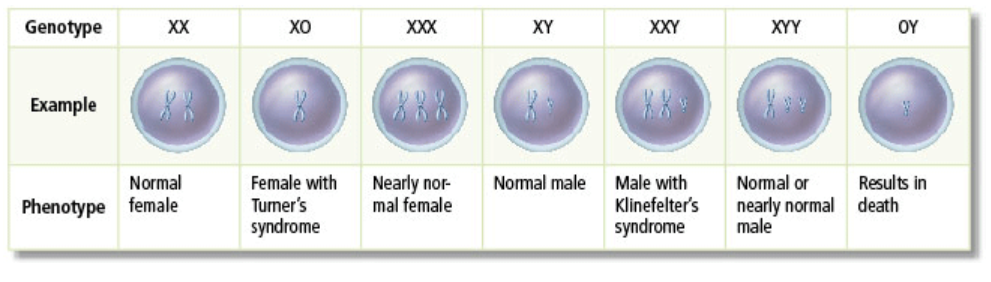 Genotype XX XO XXX XY XXY XYY OY
Example
Phenotype
Normal
female
Female with
Turner's
syndrome
Nearly nor-
mal female
Normal male
Male with
Klinefelter's
syndrome
Normal or
nearly normal
male
Results in
death